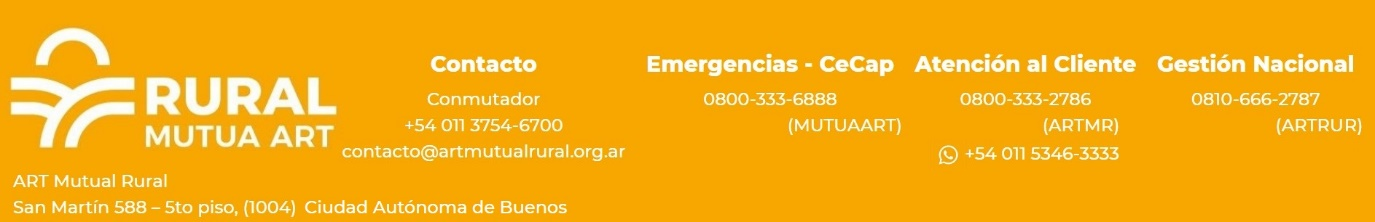 RURAL
MUTUA ART
Contacto
Conmutador
+54 011 3754-6700
contacto@artmutualrural.org.ar
Emergencias - CeCap
0800-333-6888
(MUTUAART)
Atención al Cliente
0800-333-2786
(ARTMR)
+54 011 5346-3333
Gestión Nacional
0810-666-2787
(ARTRUR)
ART Mutual Rural
San Martín 588 – 5to piso, (1004) Ciudad Autónoma de Buenos